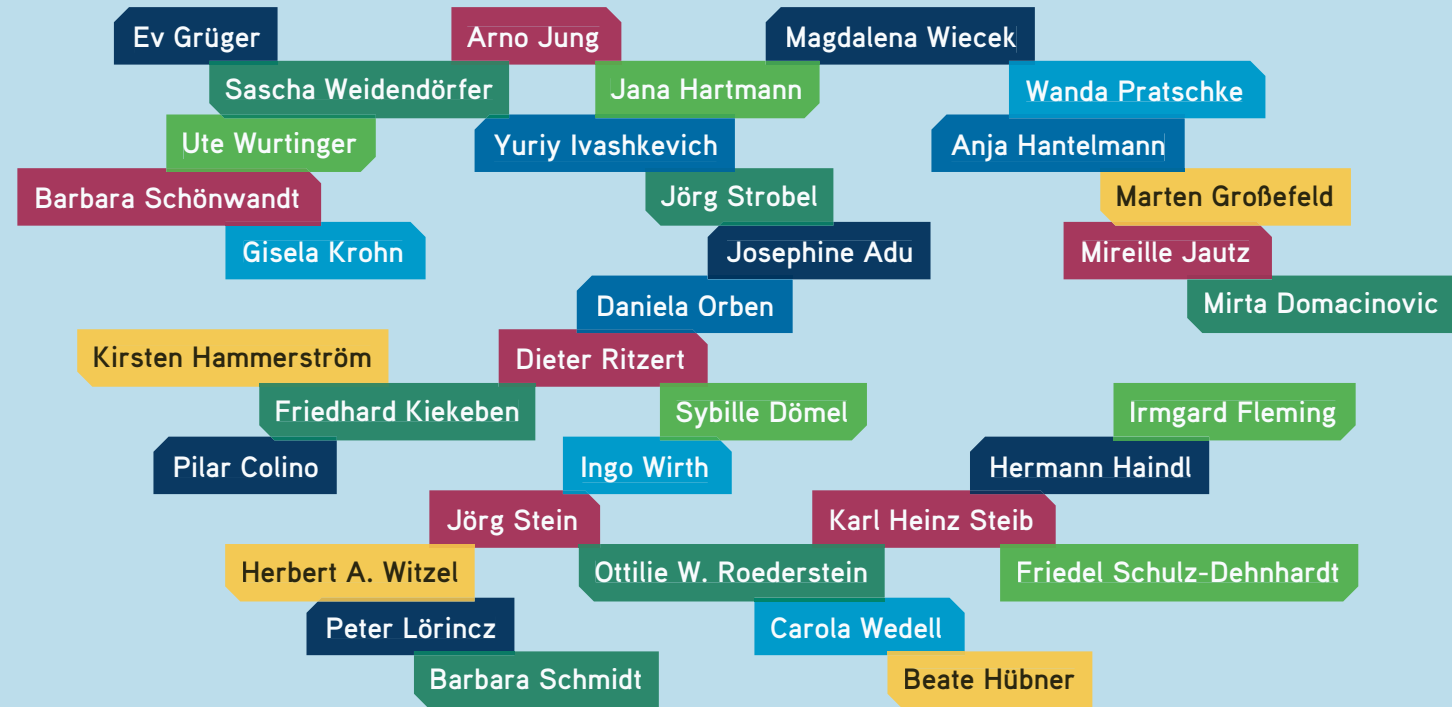 Ev Grüger
Arno Jung
Magdalena Wiecek
Sascha Weidendörfer
Jana Hartmann
Wanda Pratschke
Ute Wurtinger
Yuriy Ivashkevich
Anja Hantelmann
Barbara Schönwandt
Jörg Strobel
Marten Großefeld
Gisela Krohn
Josephine Adu
Mireille Jautz
Daniela Orben
Mirta Domacinovic
Kirsten Hammerström
Dieter Ritzert
Friedhard Kiekeben
Sybille Dömel
Irmgard Fleming
Pilar Colino
Ingo Wirth
Hermann Haindl
Jörg Stein
Karl Heinz Steib
Herbert A. Witzel
Ottilie W. Roederstein
Friedel Schulz-Dehnhardt
Peter Lörincz
Carola Wedell
Barbara Schmidt
Beate Hübner